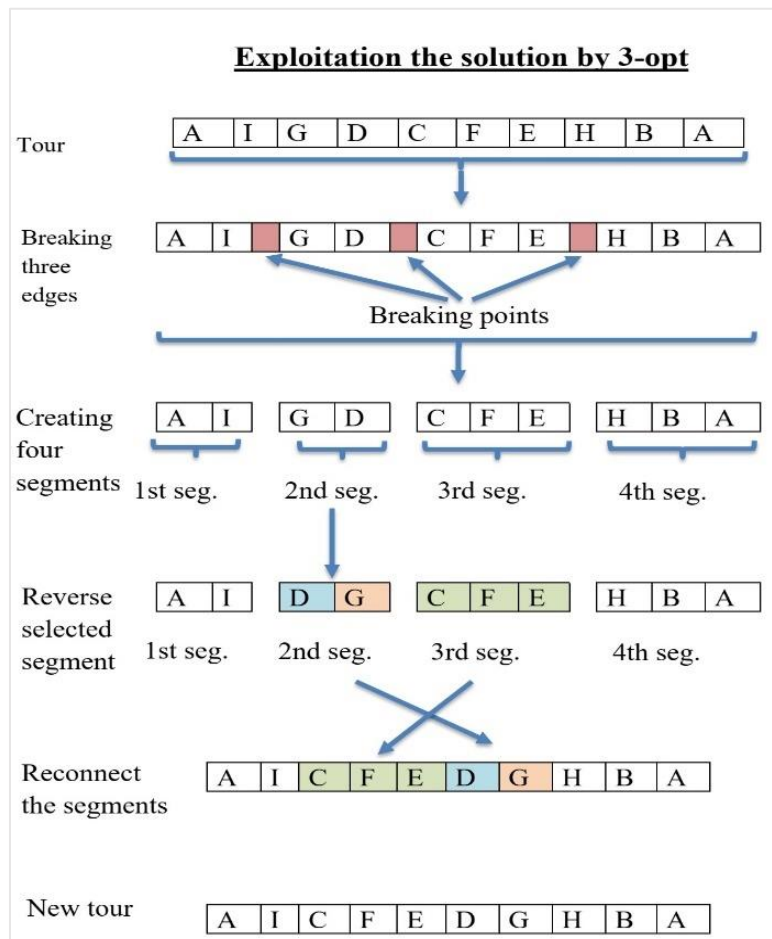 Exploitation the solution by 3-opt
Tour
A I G D C F E H B A
Breaking
three
edges
A I G D C F E H B A
Breaking points
Creating
four
segments
A I G D C F E H B A
1st seg. 2nd seg. 3rd seg. 4th seg.
Reverse
selected
segment
A I D G C F E H B A
1st seg. 2nd seg. 3rd seg. 4th seg.
Reconnect
the segments
A I C F E D G H B A
New tour
A I C F E D G H B A